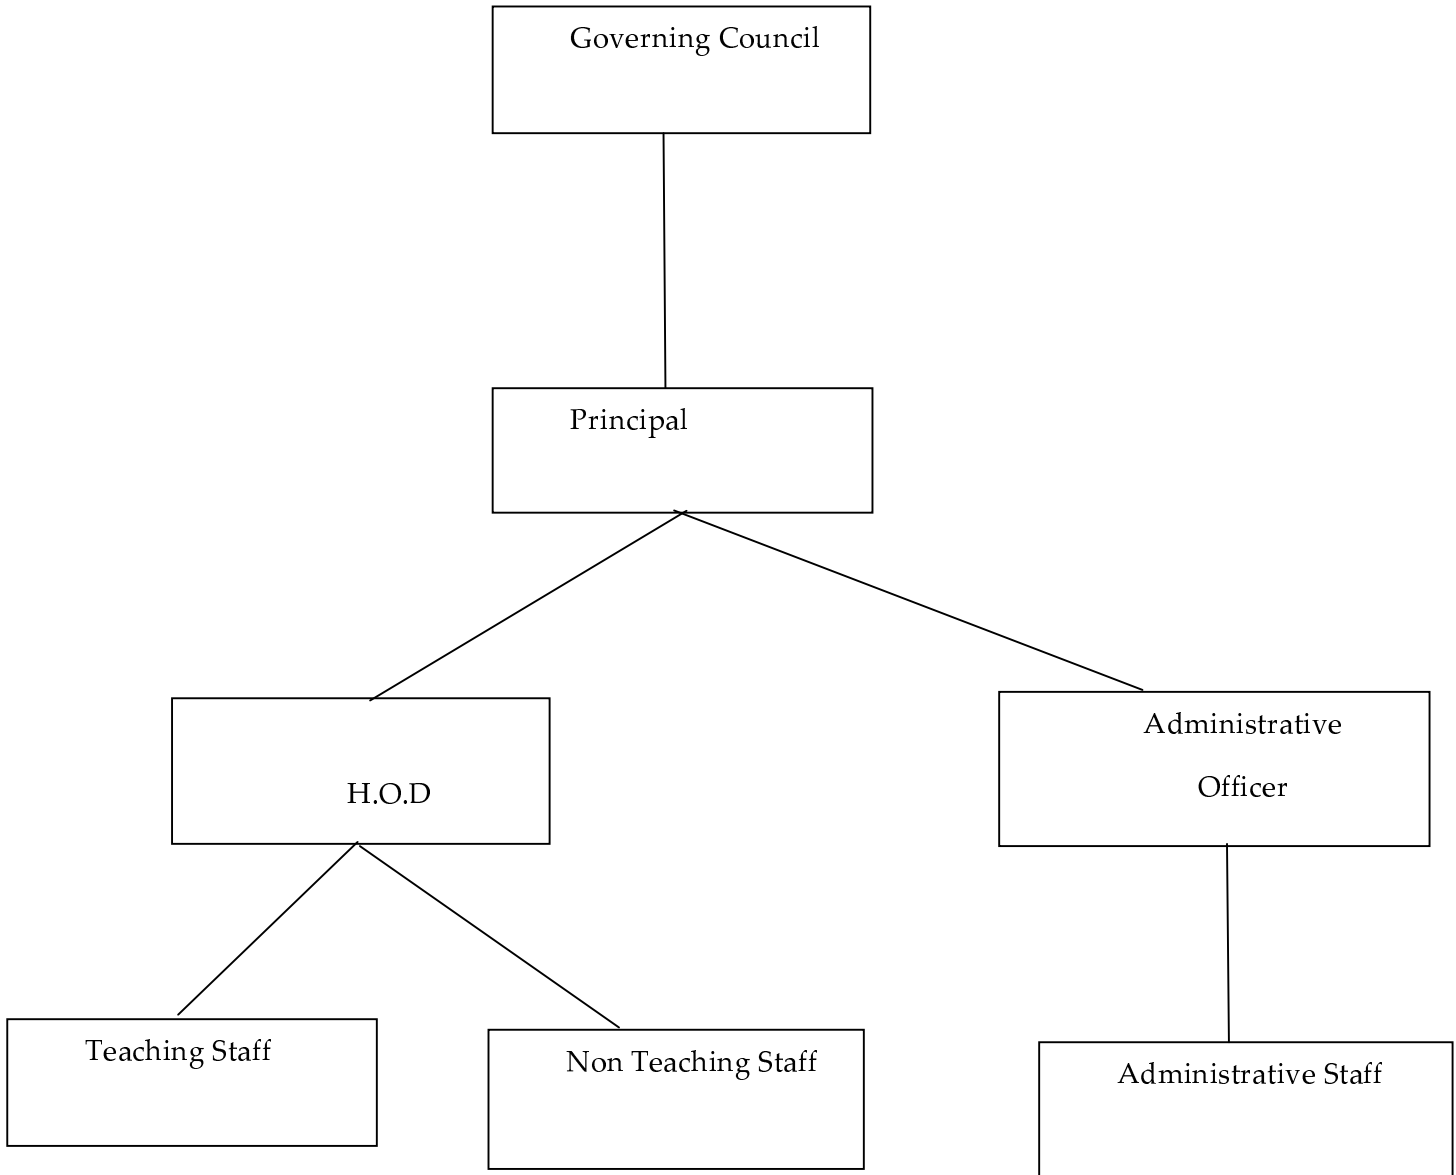 Governing Council
Principal
H.O.D
Administrative
Officer
Teaching Staff
Non Teaching Staff
Administrative Staff